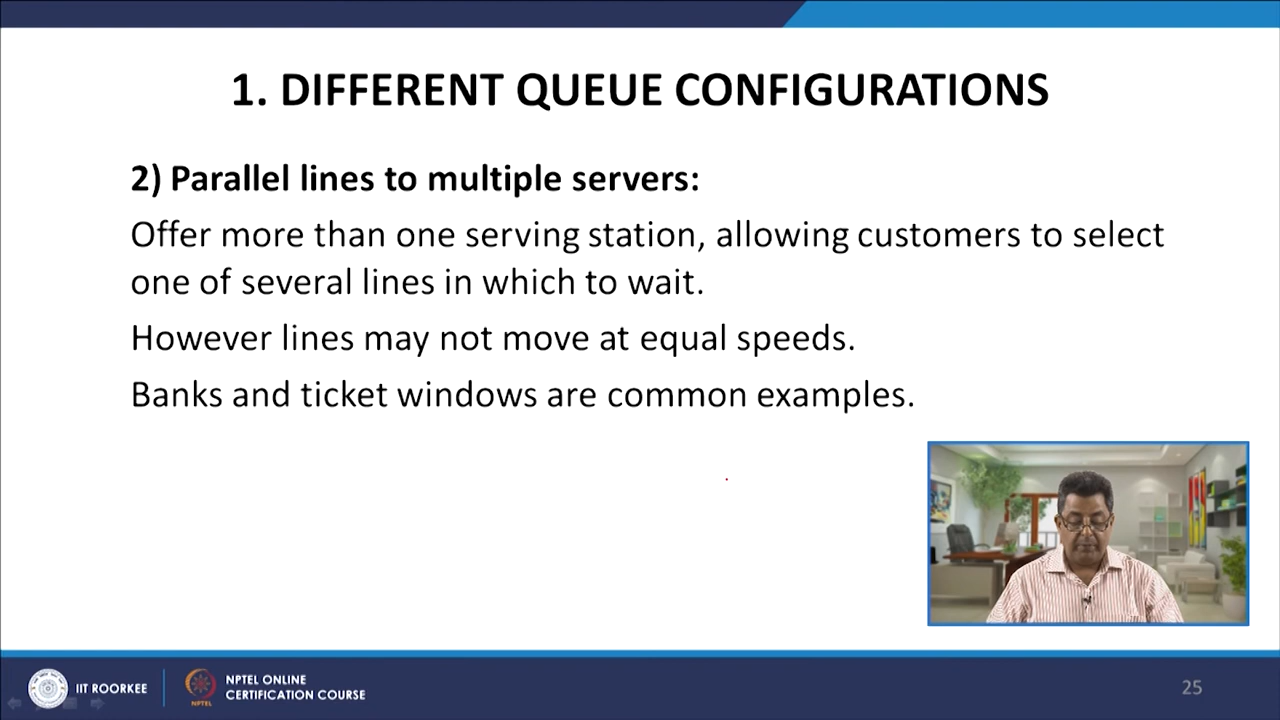 1. DIFFERENT QUEUE CONFIGURATIONS
2) Parallel lines to multiple servers:
Offer more than one serving station, allowing customers to select
one of several lines in which to wait.
However lines may not move at equal speeds.
Banks and ticket windows are common examples.
IIT ROORKEE
NPTEL
NPTEL ONLINE
CERTIFICATION COURSE
25